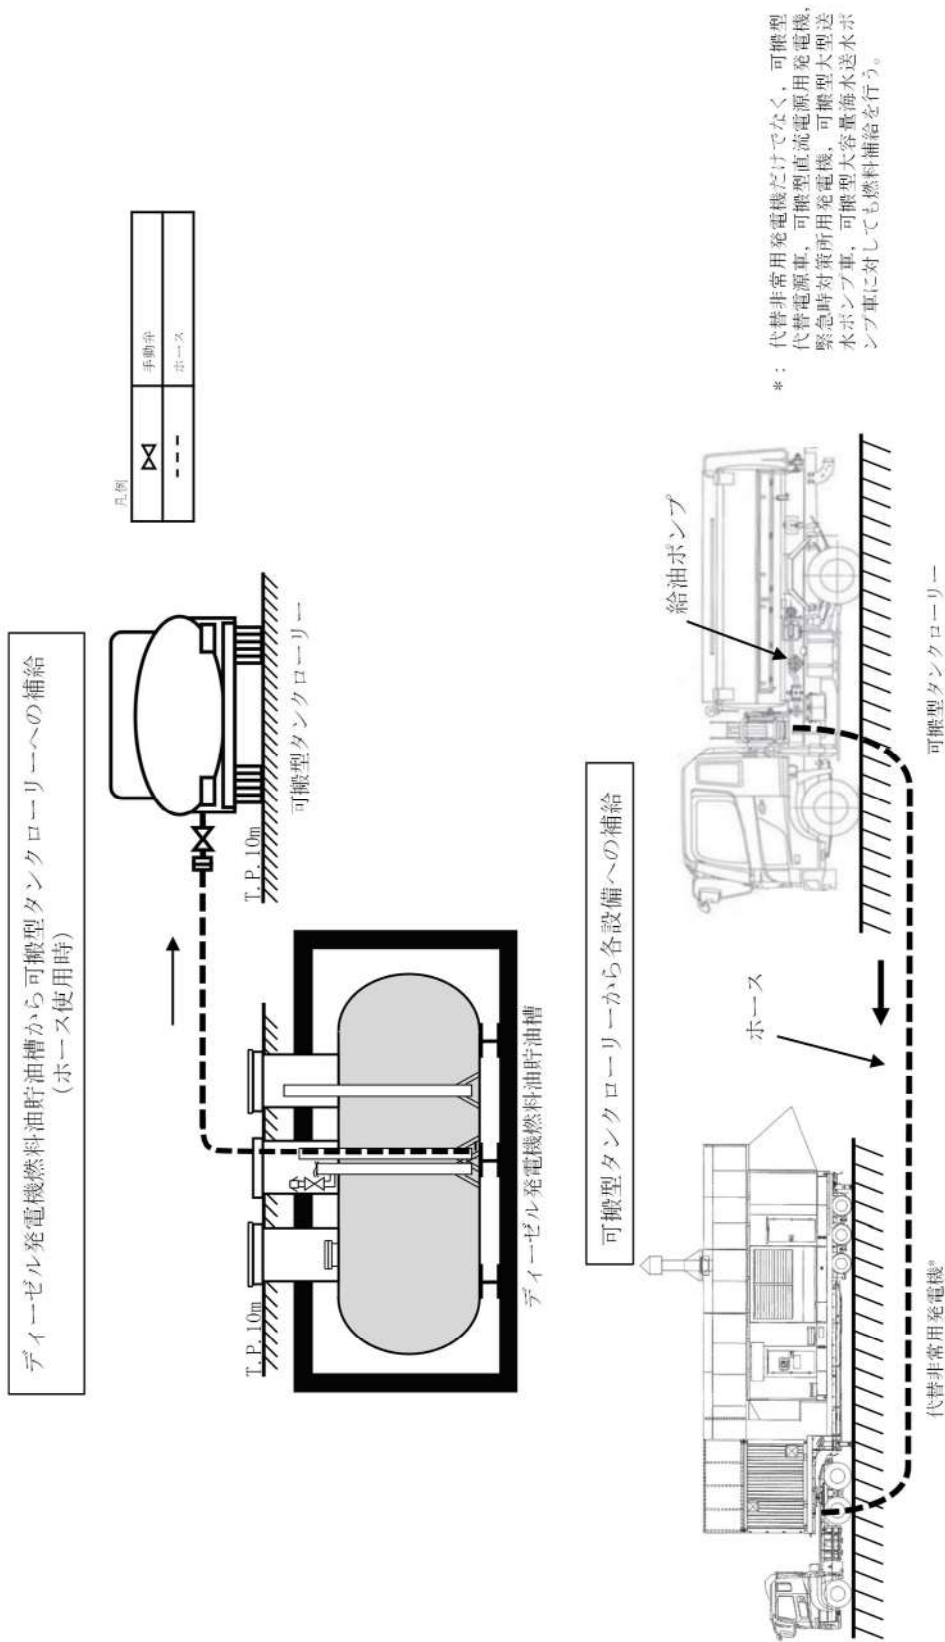 ディーゼル発電機燃料油貯油槽から可搬型タンクローリーへの補給
(ホース使用時)
凡例
手動弁
ホース
T.P. 10m
T.P. 10m
可搬型タンクローリー
ディーゼル発電機燃料油貯油槽
可搬型タンクローリーから各設備への補給
給油ポンプ
ホース
代替非常用発電機*
可搬型タンクローリー
*: 代替非常用発電機だけでなく，可搬型
代替電源車，可搬型直流電源用発電機，
緊急時対策所用発電機，可搬型大型送
水ポンプ車，可搬型大容量海水送水ポ
ンプ車に対しても燃料補給を行う。